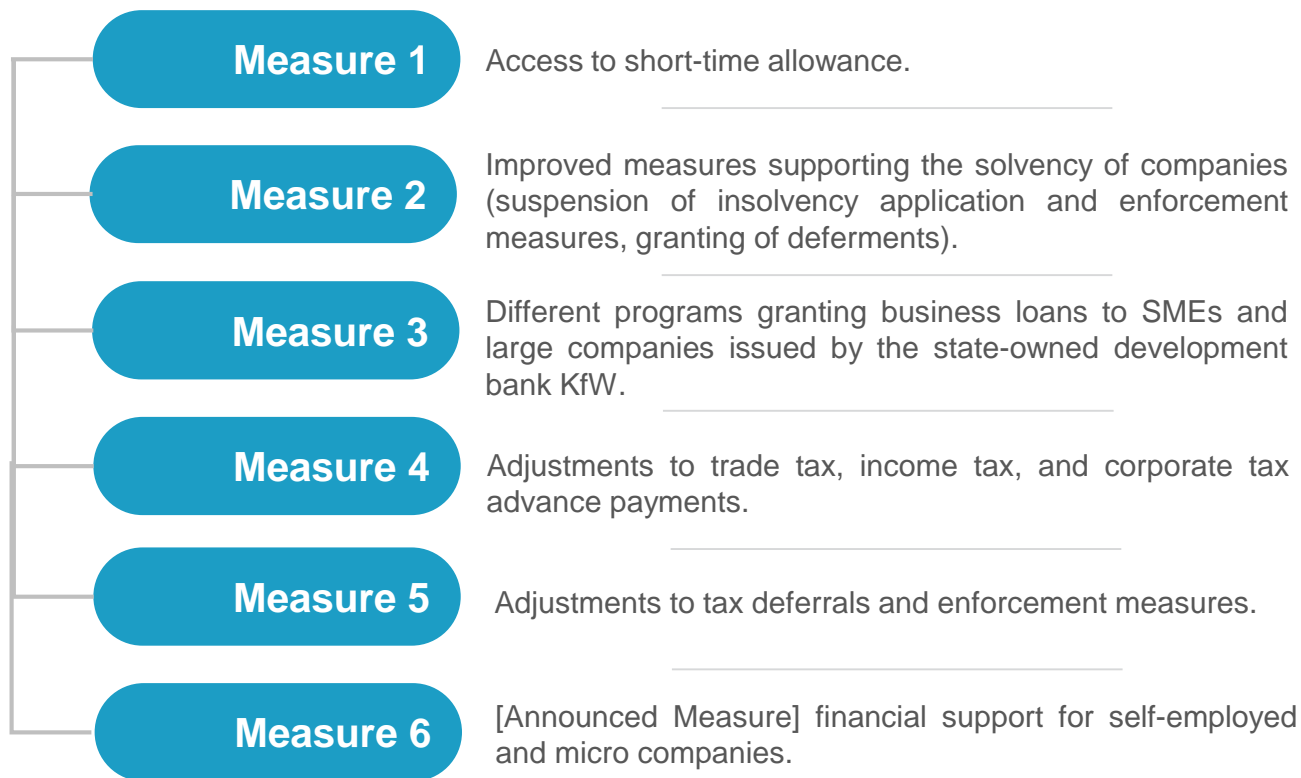 Measure 1
Access to short-time allowance.
Measure 2
Improved measures supporting the solvency of companies
(suspension of insolvency application and enforcement
measures, granting of deferments).
Measure 3
Different programs granting business loans to SMEs and
large companies issued by the state-owned development
bank KfW.
Measure 4
Adjustments to trade tax, income tax, and corporate tax
advance payments.
Measure 5
Adjustments to tax deferrals and enforcement measures.
Measure 6
[Announced Measure] financial support for self-employed
and micro companies.